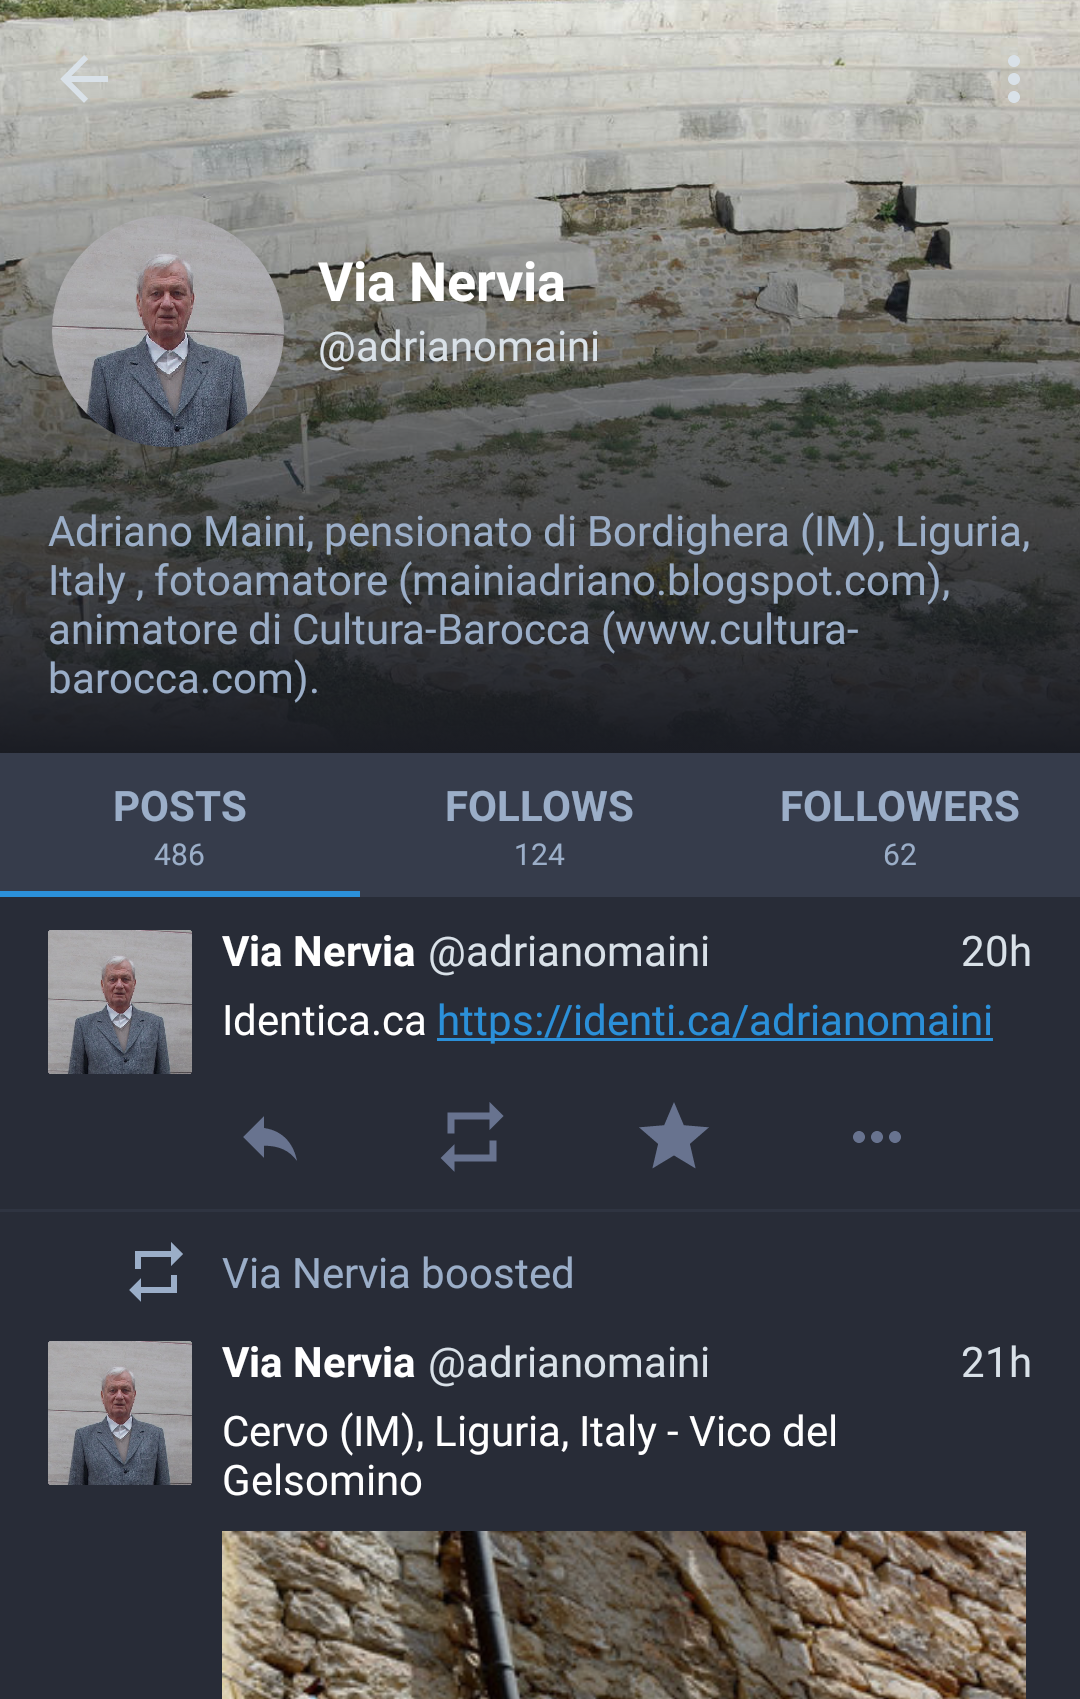 Via Nervia
@adrianomaini
Adriano Maini, pensionato di Bordighera (IM), Liguria,
Italy , fotoamatore (mainiadriano.blogspot.com),
animatore di Cultura-Barocca (www.cultura-
barocca.com).
POSTS FOLLOWS FOLLOWERS
486 124 62
Via Nervia @adrianomaini 20h
Identica.ca https://identi.ca/adrianomaini
Via Nervia boosted
Via Nervia @adrianomaini 21h
Cervo (IM), Liguria, Italy - Vico del
Gelsomino